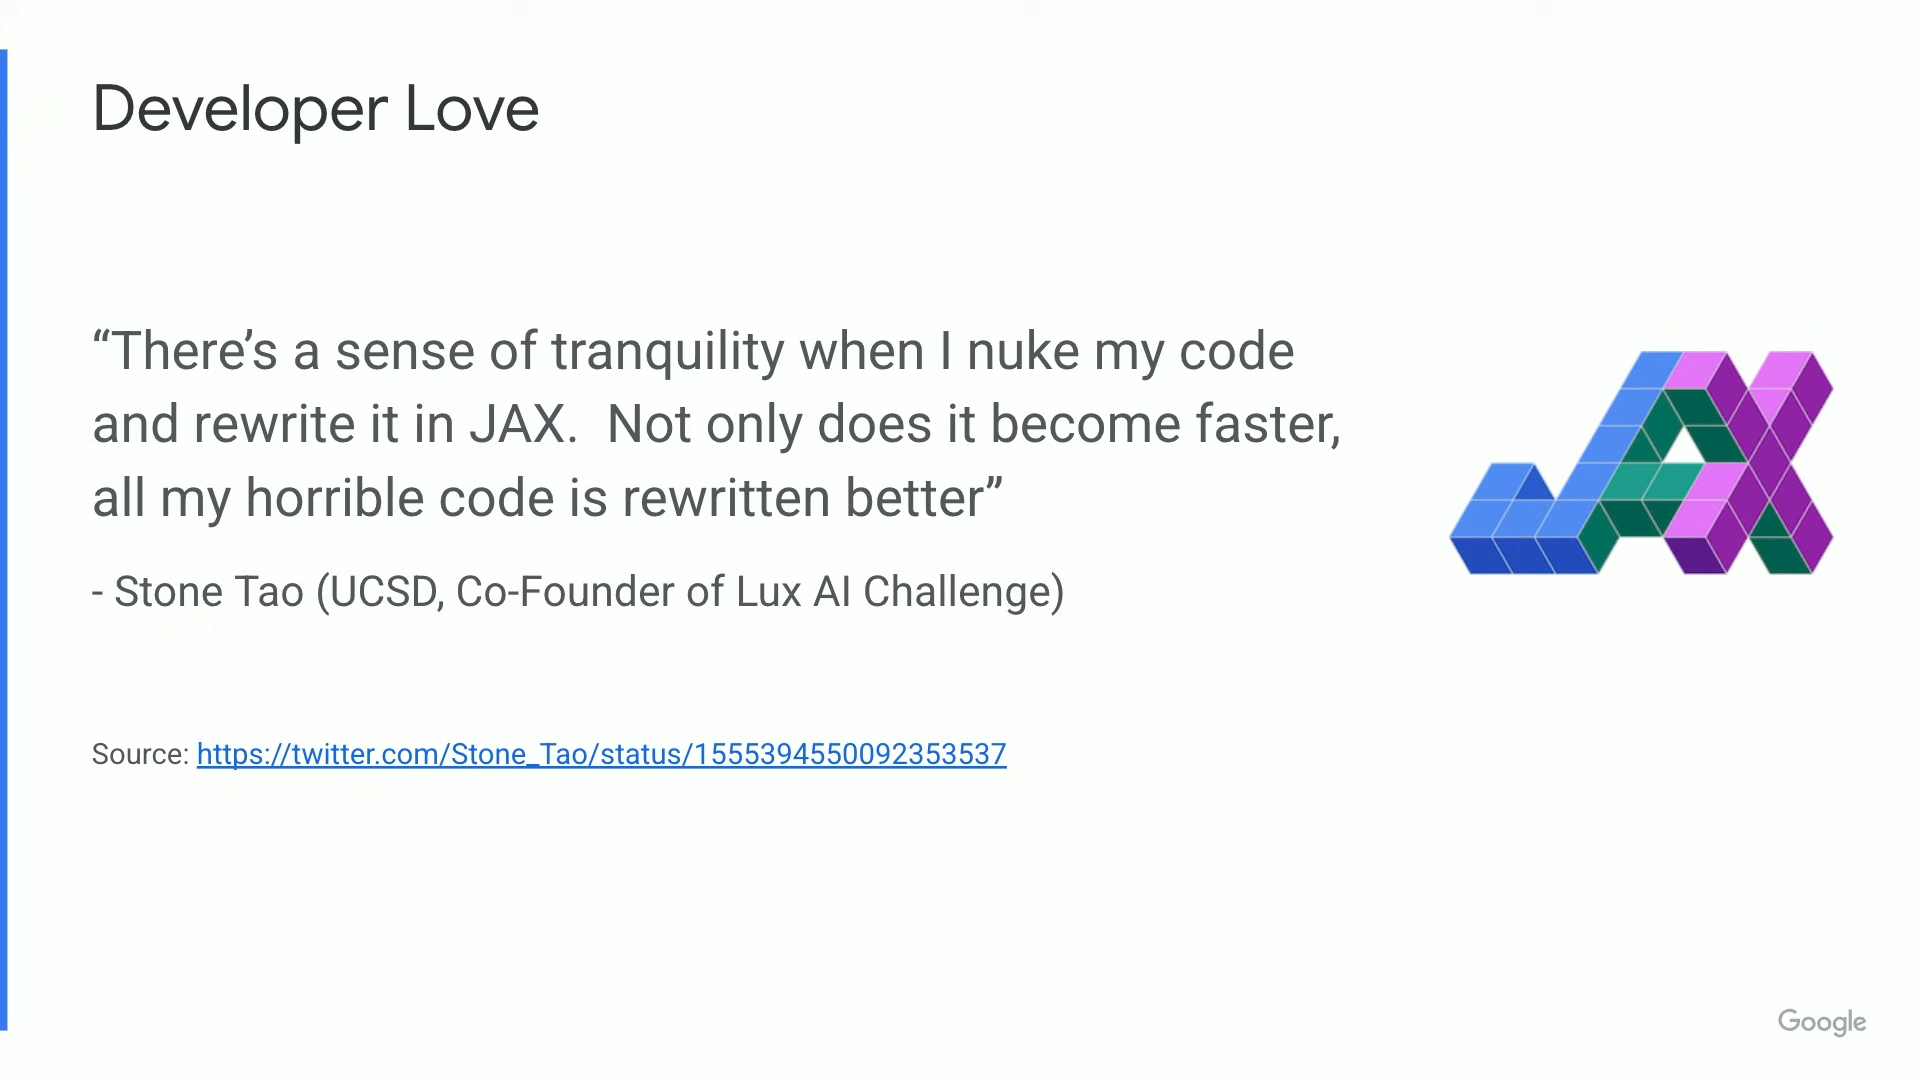 Developer Love
“There’s a sense of tranquility when I nuke my code
and rewrite it in JAX.  Not only does it become faster,
all my horrible code is rewritten better”
- Stone Tao (UCSD, Co-Founder of Lux AI Challenge)
JAX
Source: https://twitter.com/Stone_Tao/status/1555394550092353537
Google